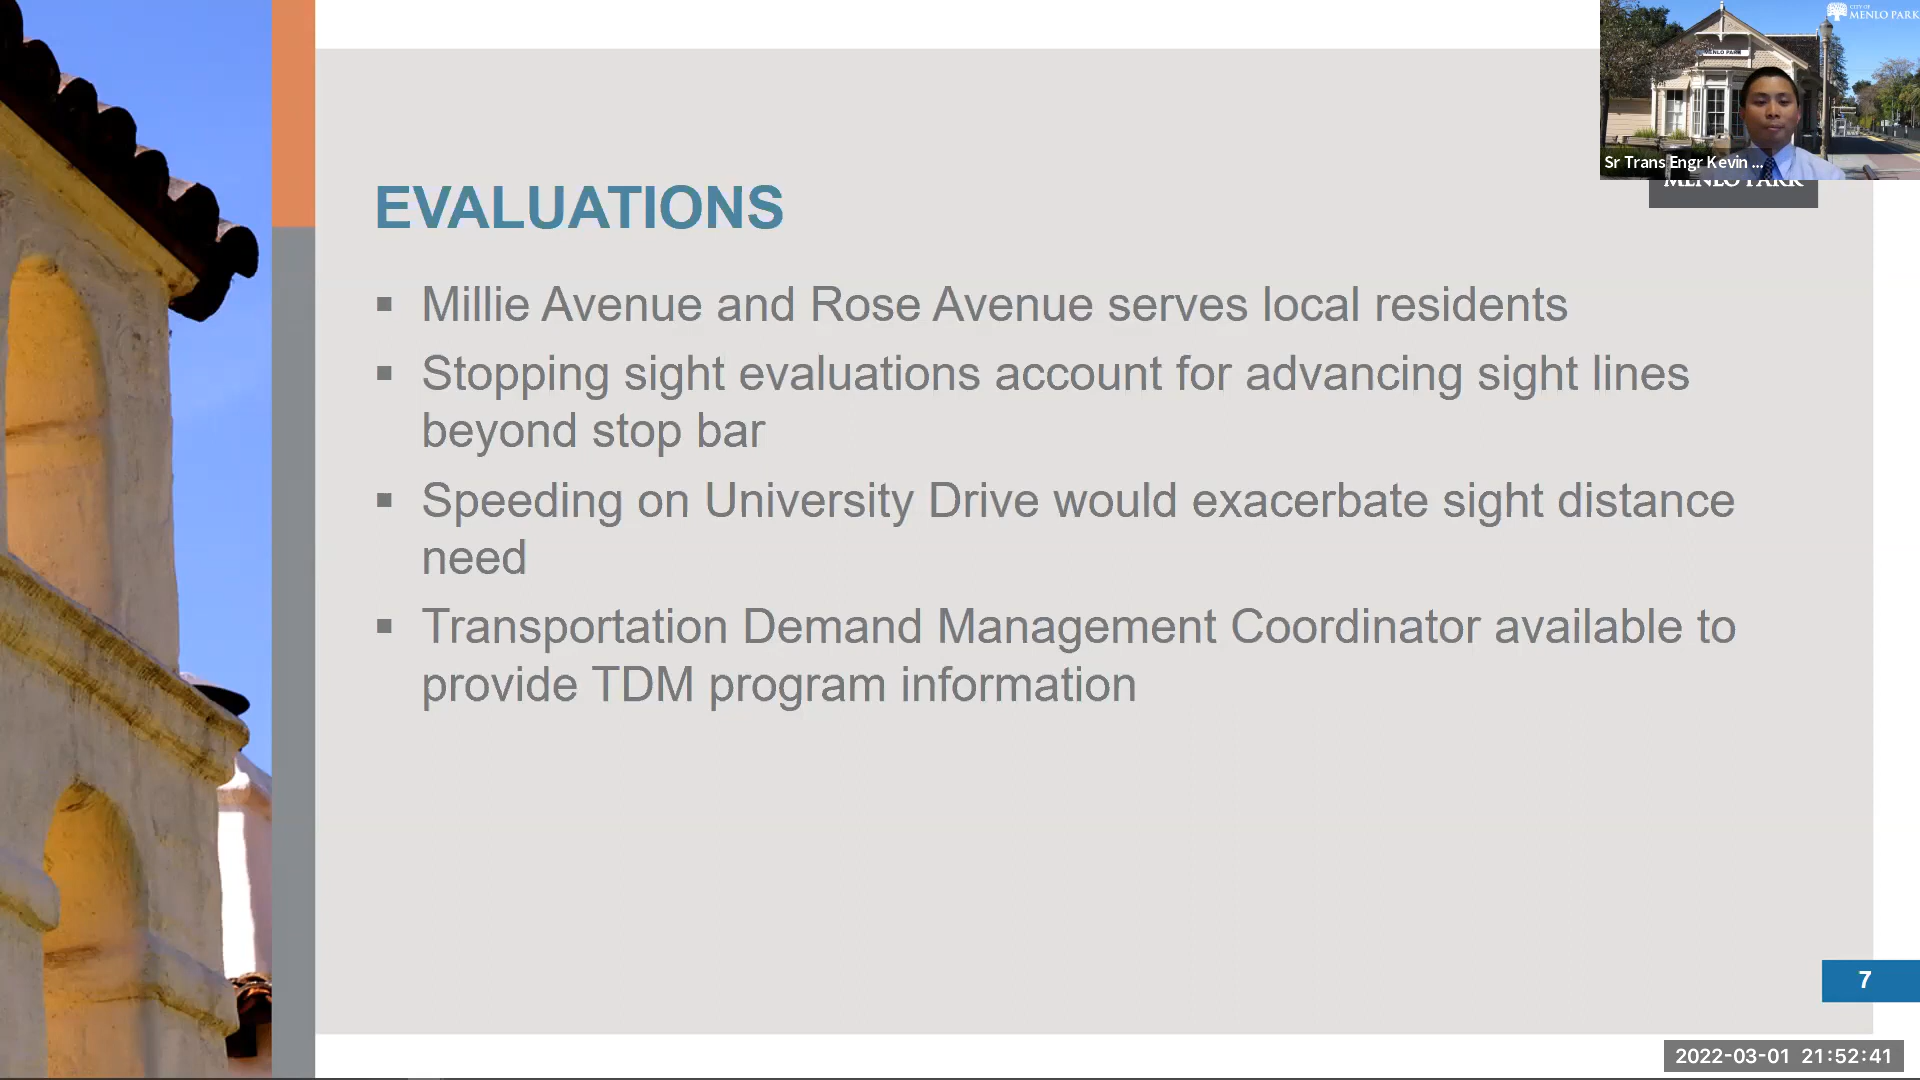 CITY OF
MENLO PARK
MENLO PARK
Sr Trans Engr Kevin ...
MENLO PARK
EVALUATIONS
▪ Millie Avenue and Rose Avenue serves local residents
▪ Stopping sight evaluations account for advancing sight lines
beyond stop bar
▪ Speeding on University Drive would exacerbate sight distance
need
▪ Transportation Demand Management Coordinator available to
provide TDM program information
7
2022-03-01 21:52:41